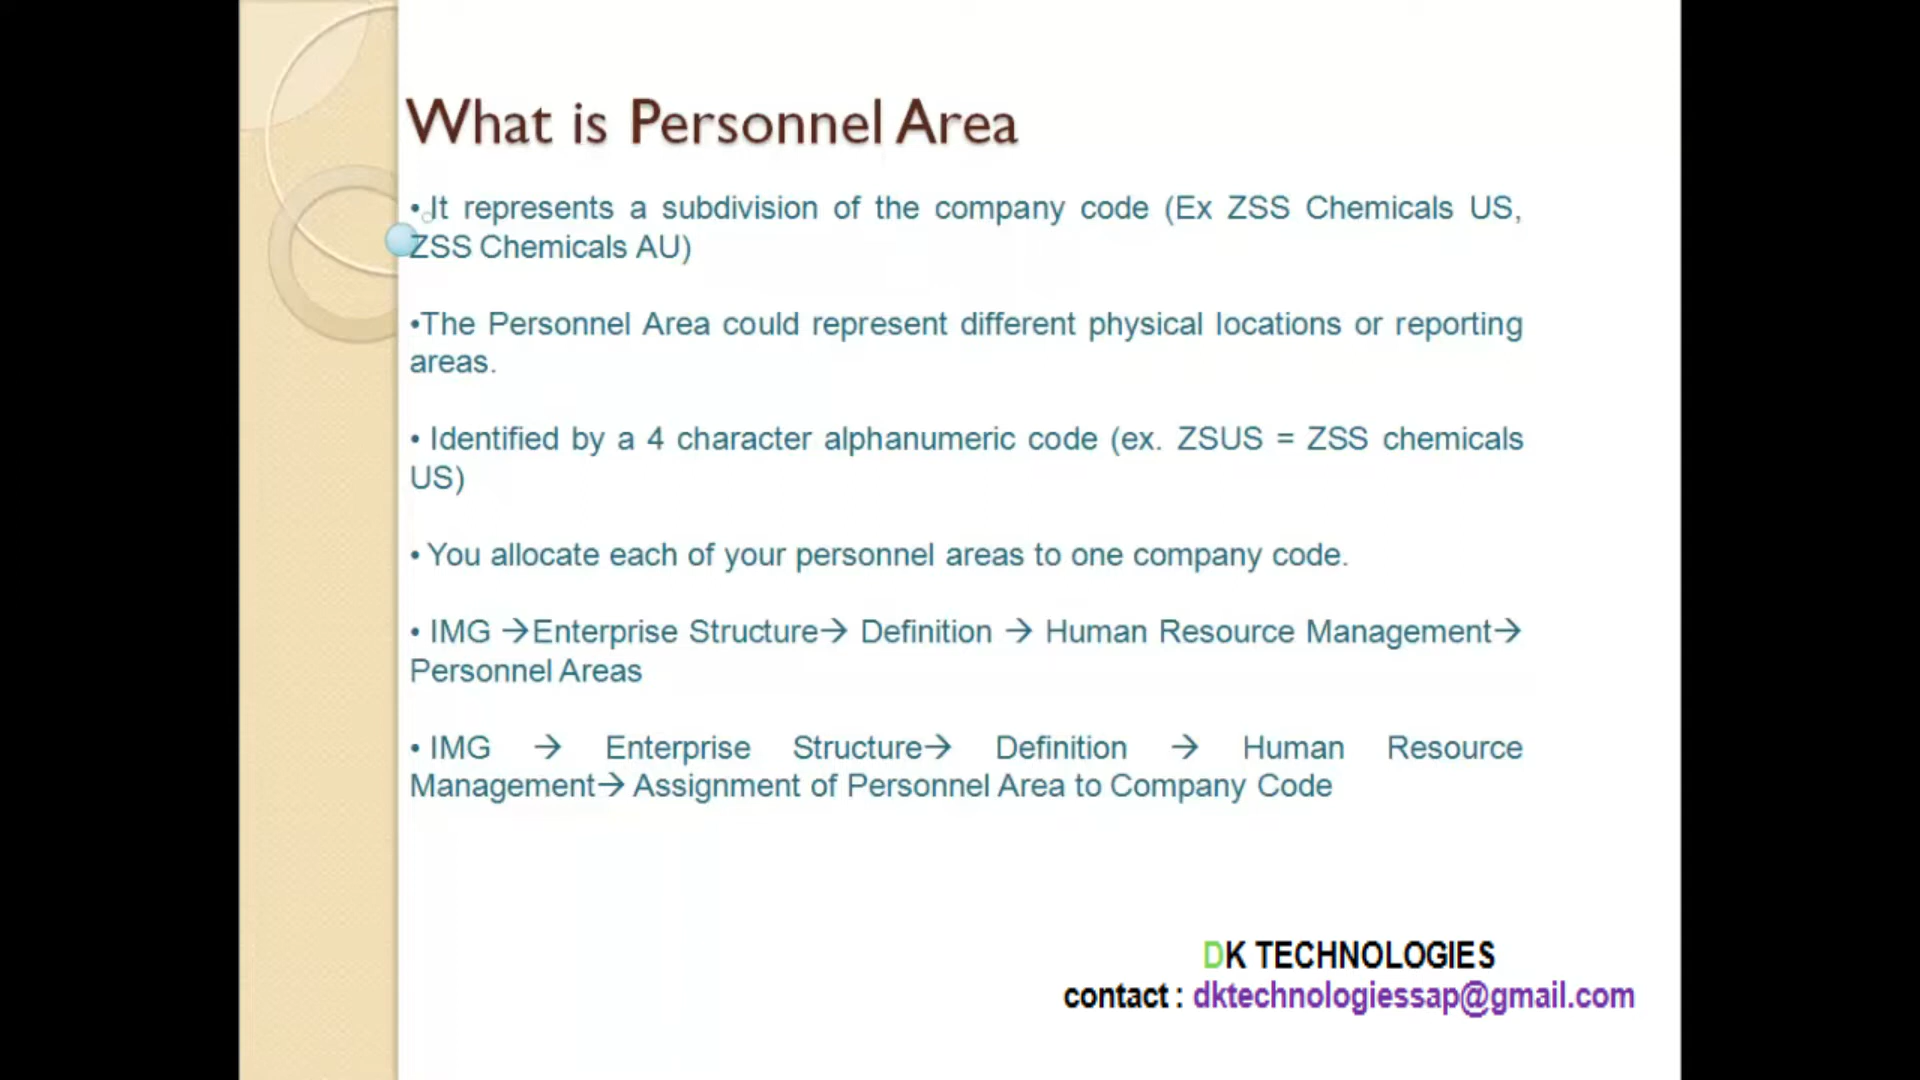 What is Personnel Area
• It represents a subdivision of the company code (Ex ZSS Chemicals US,
ZSS Chemicals AU)
•The Personnel Area could represent different physical locations or reporting
areas.
• Identified by a 4 character alphanumeric code (ex. ZSUS = ZSS chemicals
US)
• You allocate each of your personnel areas to one company code.
• IMG →Enterprise Structure→ Definition → Human Resource Management→
Personnel Areas
• IMG → Enterprise Structure→ Definition → Human Resource
Management→ Assignment of Personnel Area to Company Code
DK TECHNOLOGIES
contact : dktechnologiessap@gmail.com